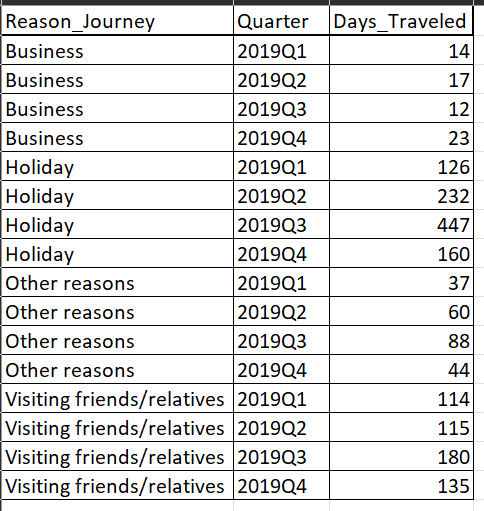 Reason_Journey Quarter Days_Traveled
Business 2019Q1 14
Business 2019Q2 17
Business 2019Q3 12
Business 2019Q4 23
Holiday 2019Q1 126
Holiday 2019Q2 232
Holiday 2019Q3 447
Holiday 2019Q4 160
Other reasons 2019Q1 37
Other reasons 2019Q2 60
Other reasons 2019Q3 88
Other reasons 2019Q4 44
Visiting friends/relatives 2019Q1 114
Visiting friends/relatives 2019Q2 115
Visiting friends/relatives 2019Q3 180
Visiting friends/relatives 2019Q4 135